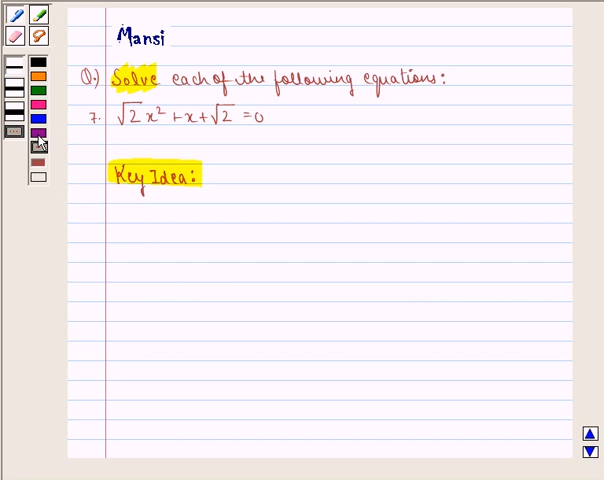 Mansi
Q.) Solve each of the following equations:
7. √2 x² + x + √2 = 0
Key Idea: